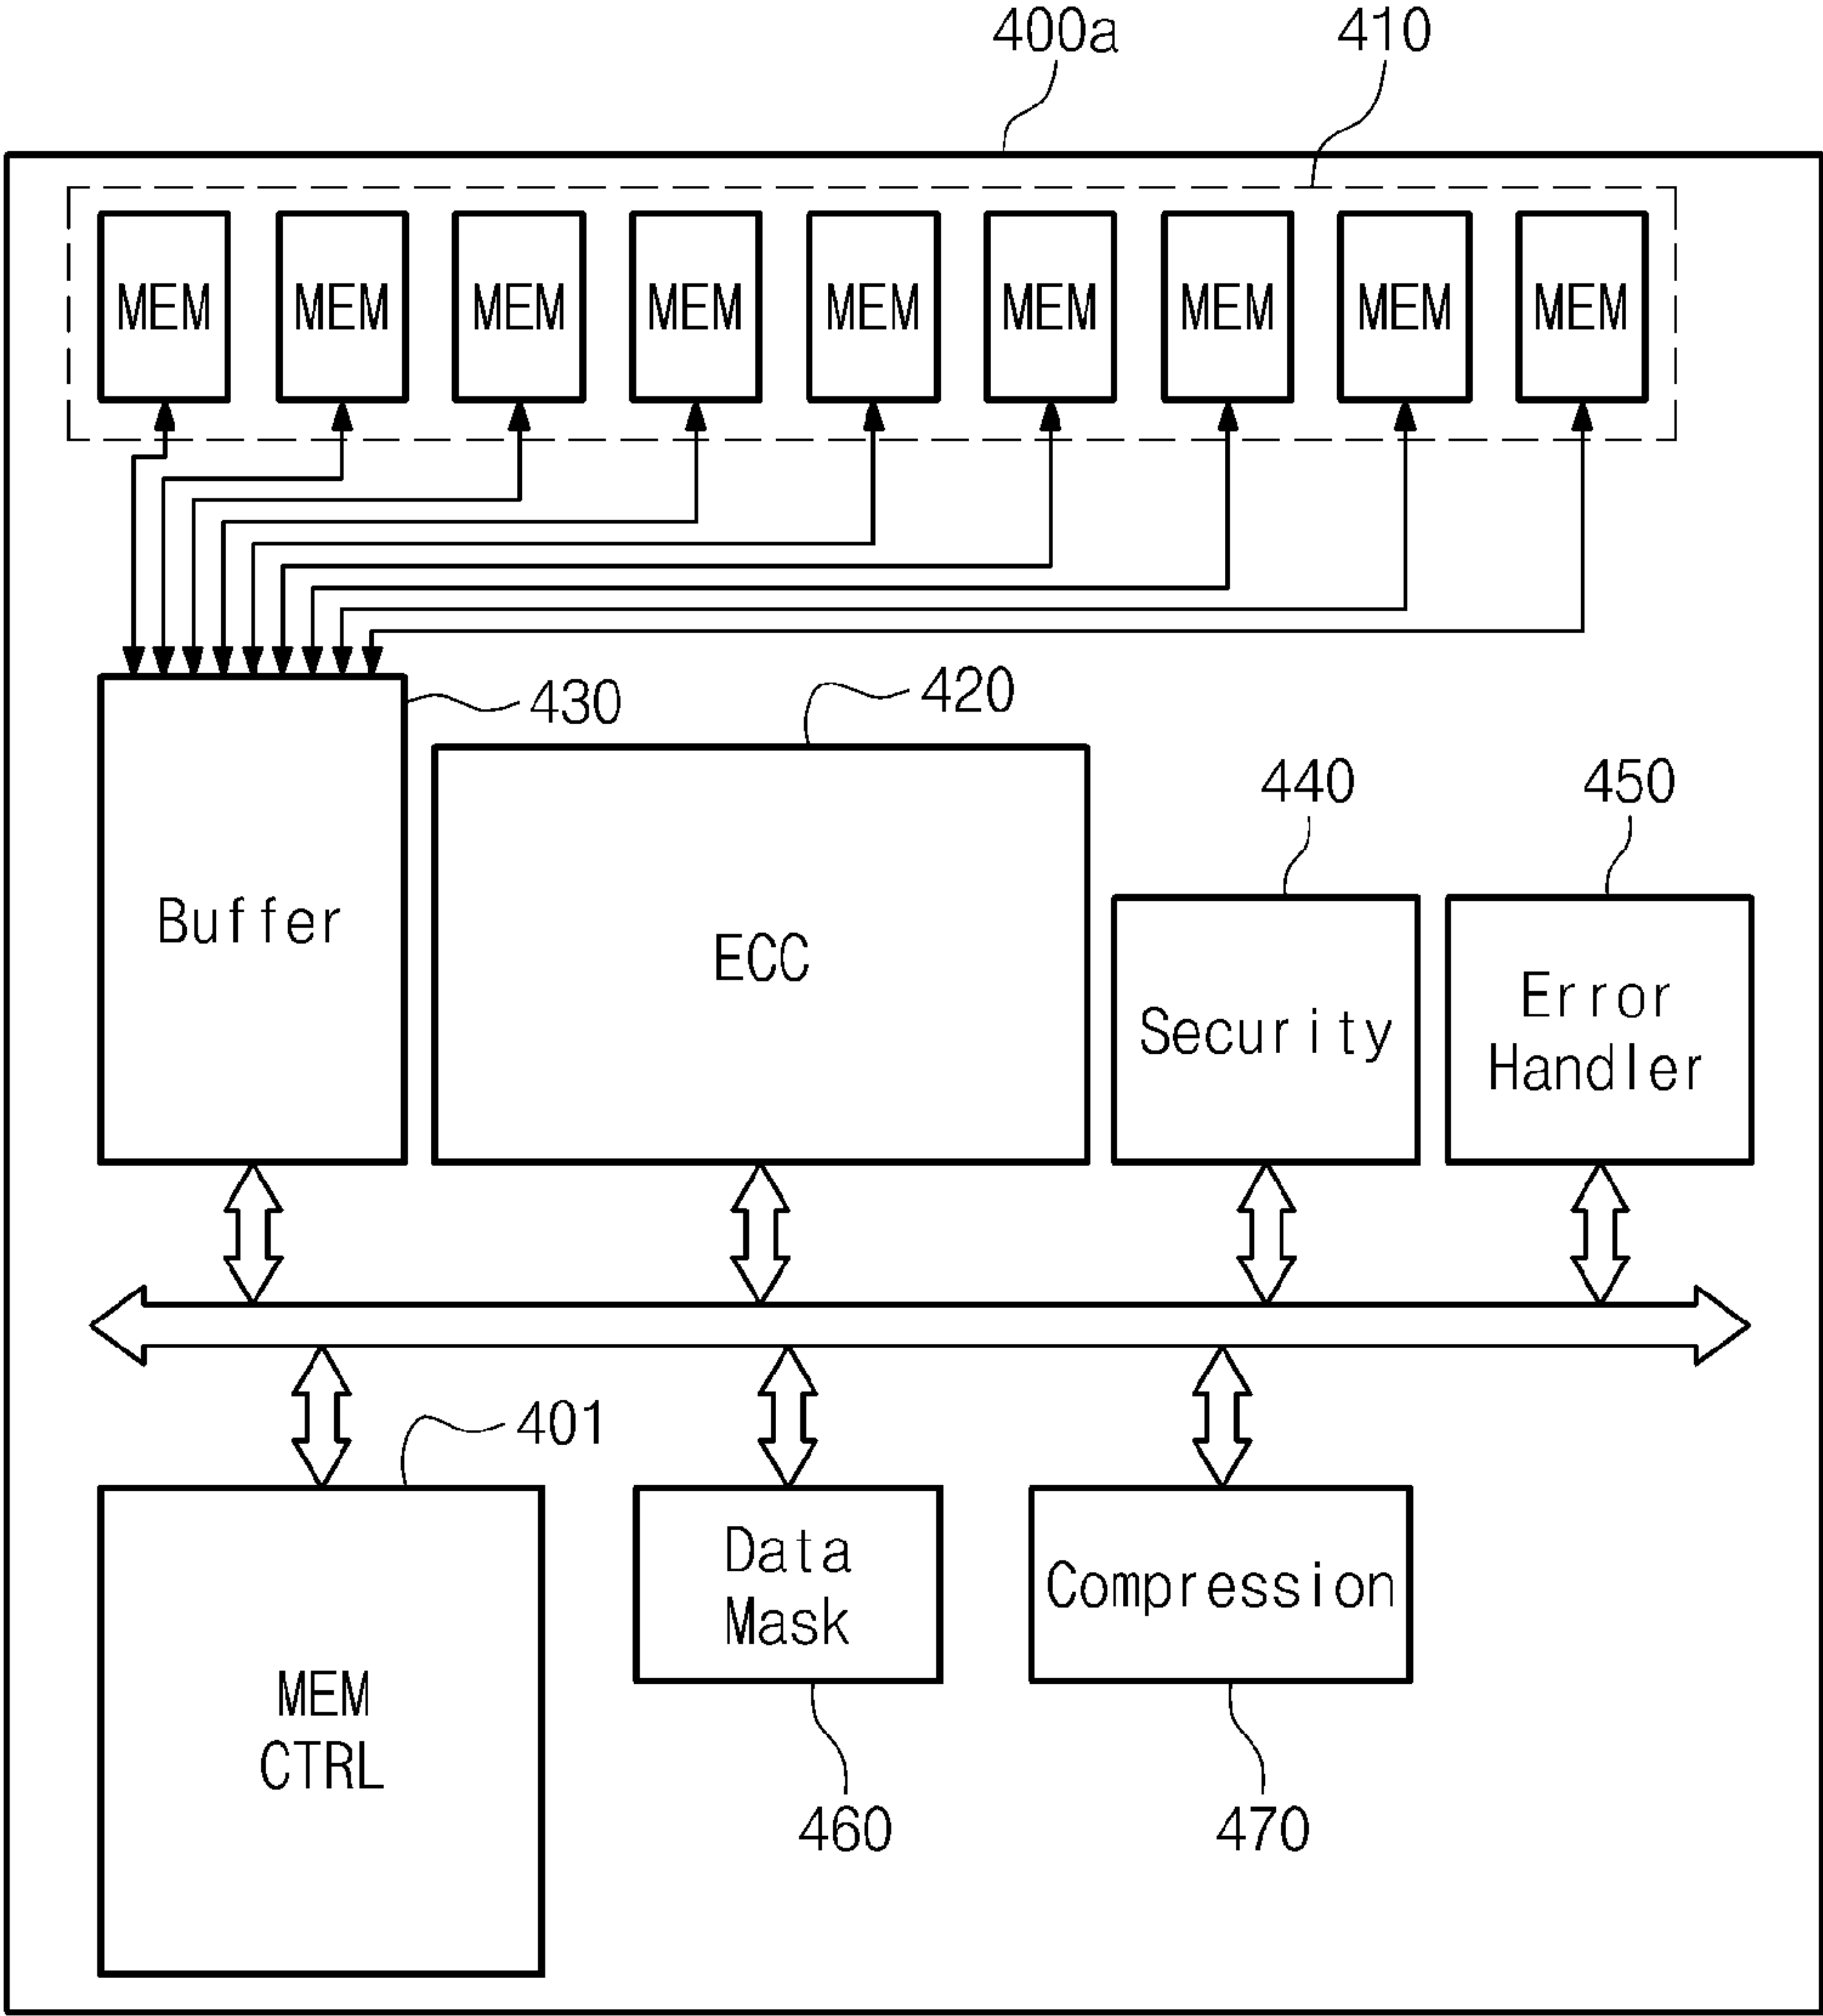 400a
410
MEM MEM MEM MEM MEM MEM MEM MEM MEM
430
420
440
450
Buffer
ECC
Security
Error
Handler
401
Data
Mask
Compression
MEM
CTRL
460
470